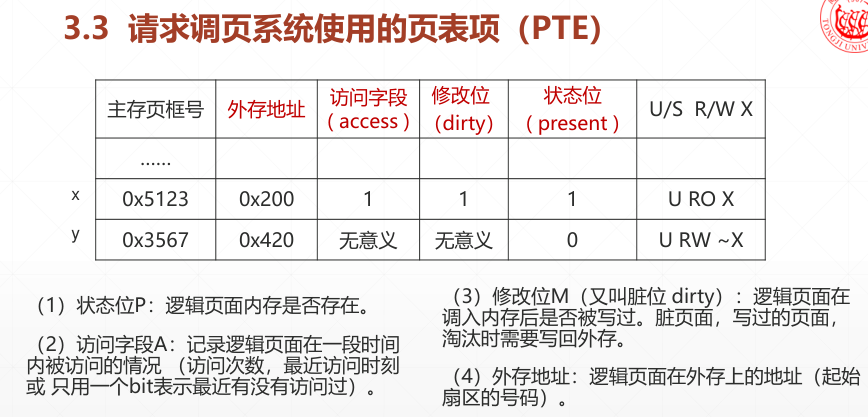 3.3 请求调页系统使用的页表项（PTE）
主存页框号 外存地址 访问字段（access） 修改位（dirty） 状态位（present） U/S R/W X
......
x 0x5123 0x200 1 1 1 U RO X
y 0x3567 0x420 无意义 无意义 0 U RW ~X
（1）状态位P：逻辑页面内存是否存在。
（2）访问字段A：记录逻辑页面在一段时间
内被访问的情况 （访问次数，最近访问时刻
或 只用一个bit表示最近有没有访问过）。
（3）修改位M（又叫脏位 dirty）：逻辑页面在
调入内存后是否被写过。脏页面，写过的页面，
淘汰时需要写回外存。
（4）外存地址：逻辑页面在外存上的地址（起始
扇区的号码）。